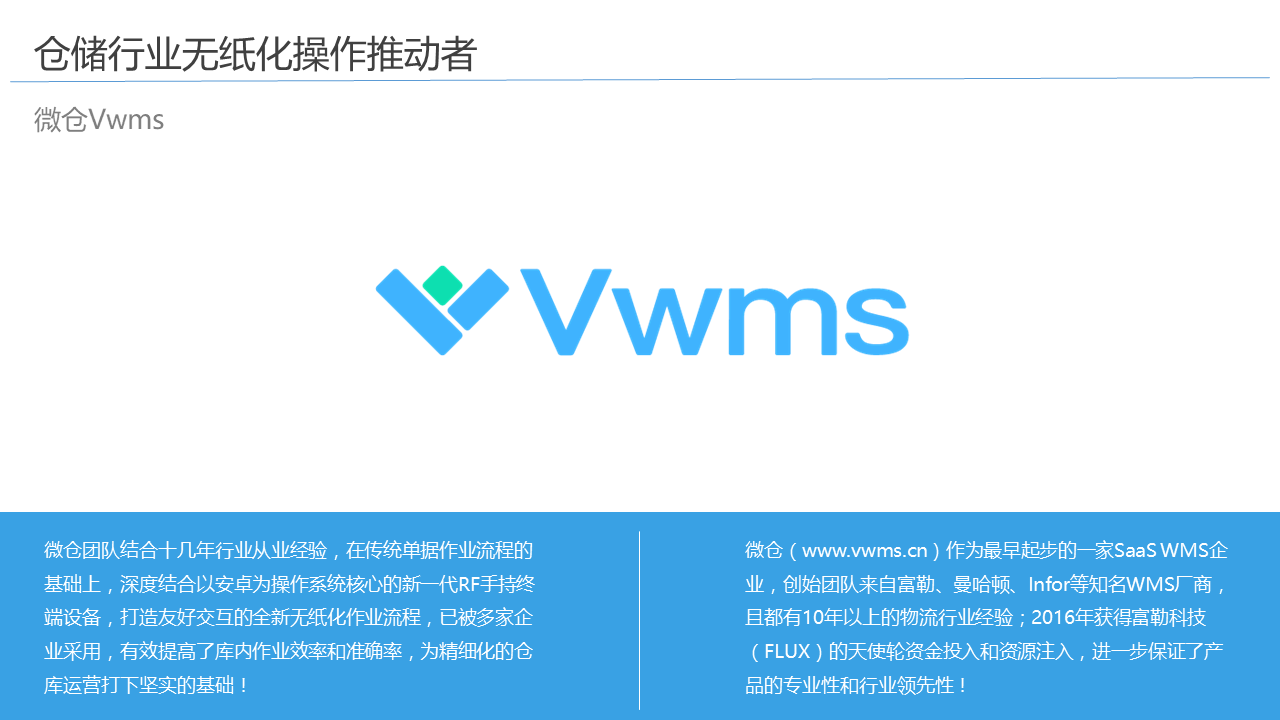 仓储行业无纸化操作推动者
微仓Vwms
Vwms
微仓团队结合十几年行业从业经验，在传统单据作业流程的
基础上，深度结合以安卓为操作系统核心的新一代RF手持终
端设备，打造友好交互的全新无纸化作业流程，已被多家企
业采用，有效提高了库内作业效率和准确率，为精细化的仓
库运营打下坚实的基础！
微仓（www.vwms.cn）作为最早起步的一家SaaS WMS企
业，创始团队来自富勒、曼哈顿、Infor等知名WMS厂商，
且都有10年以上的物流行业经验；2016年获得富勒科技
（FLUX）的天使轮资金投入和资源注入，进一步保证了产
品的专业性和行业领先性！